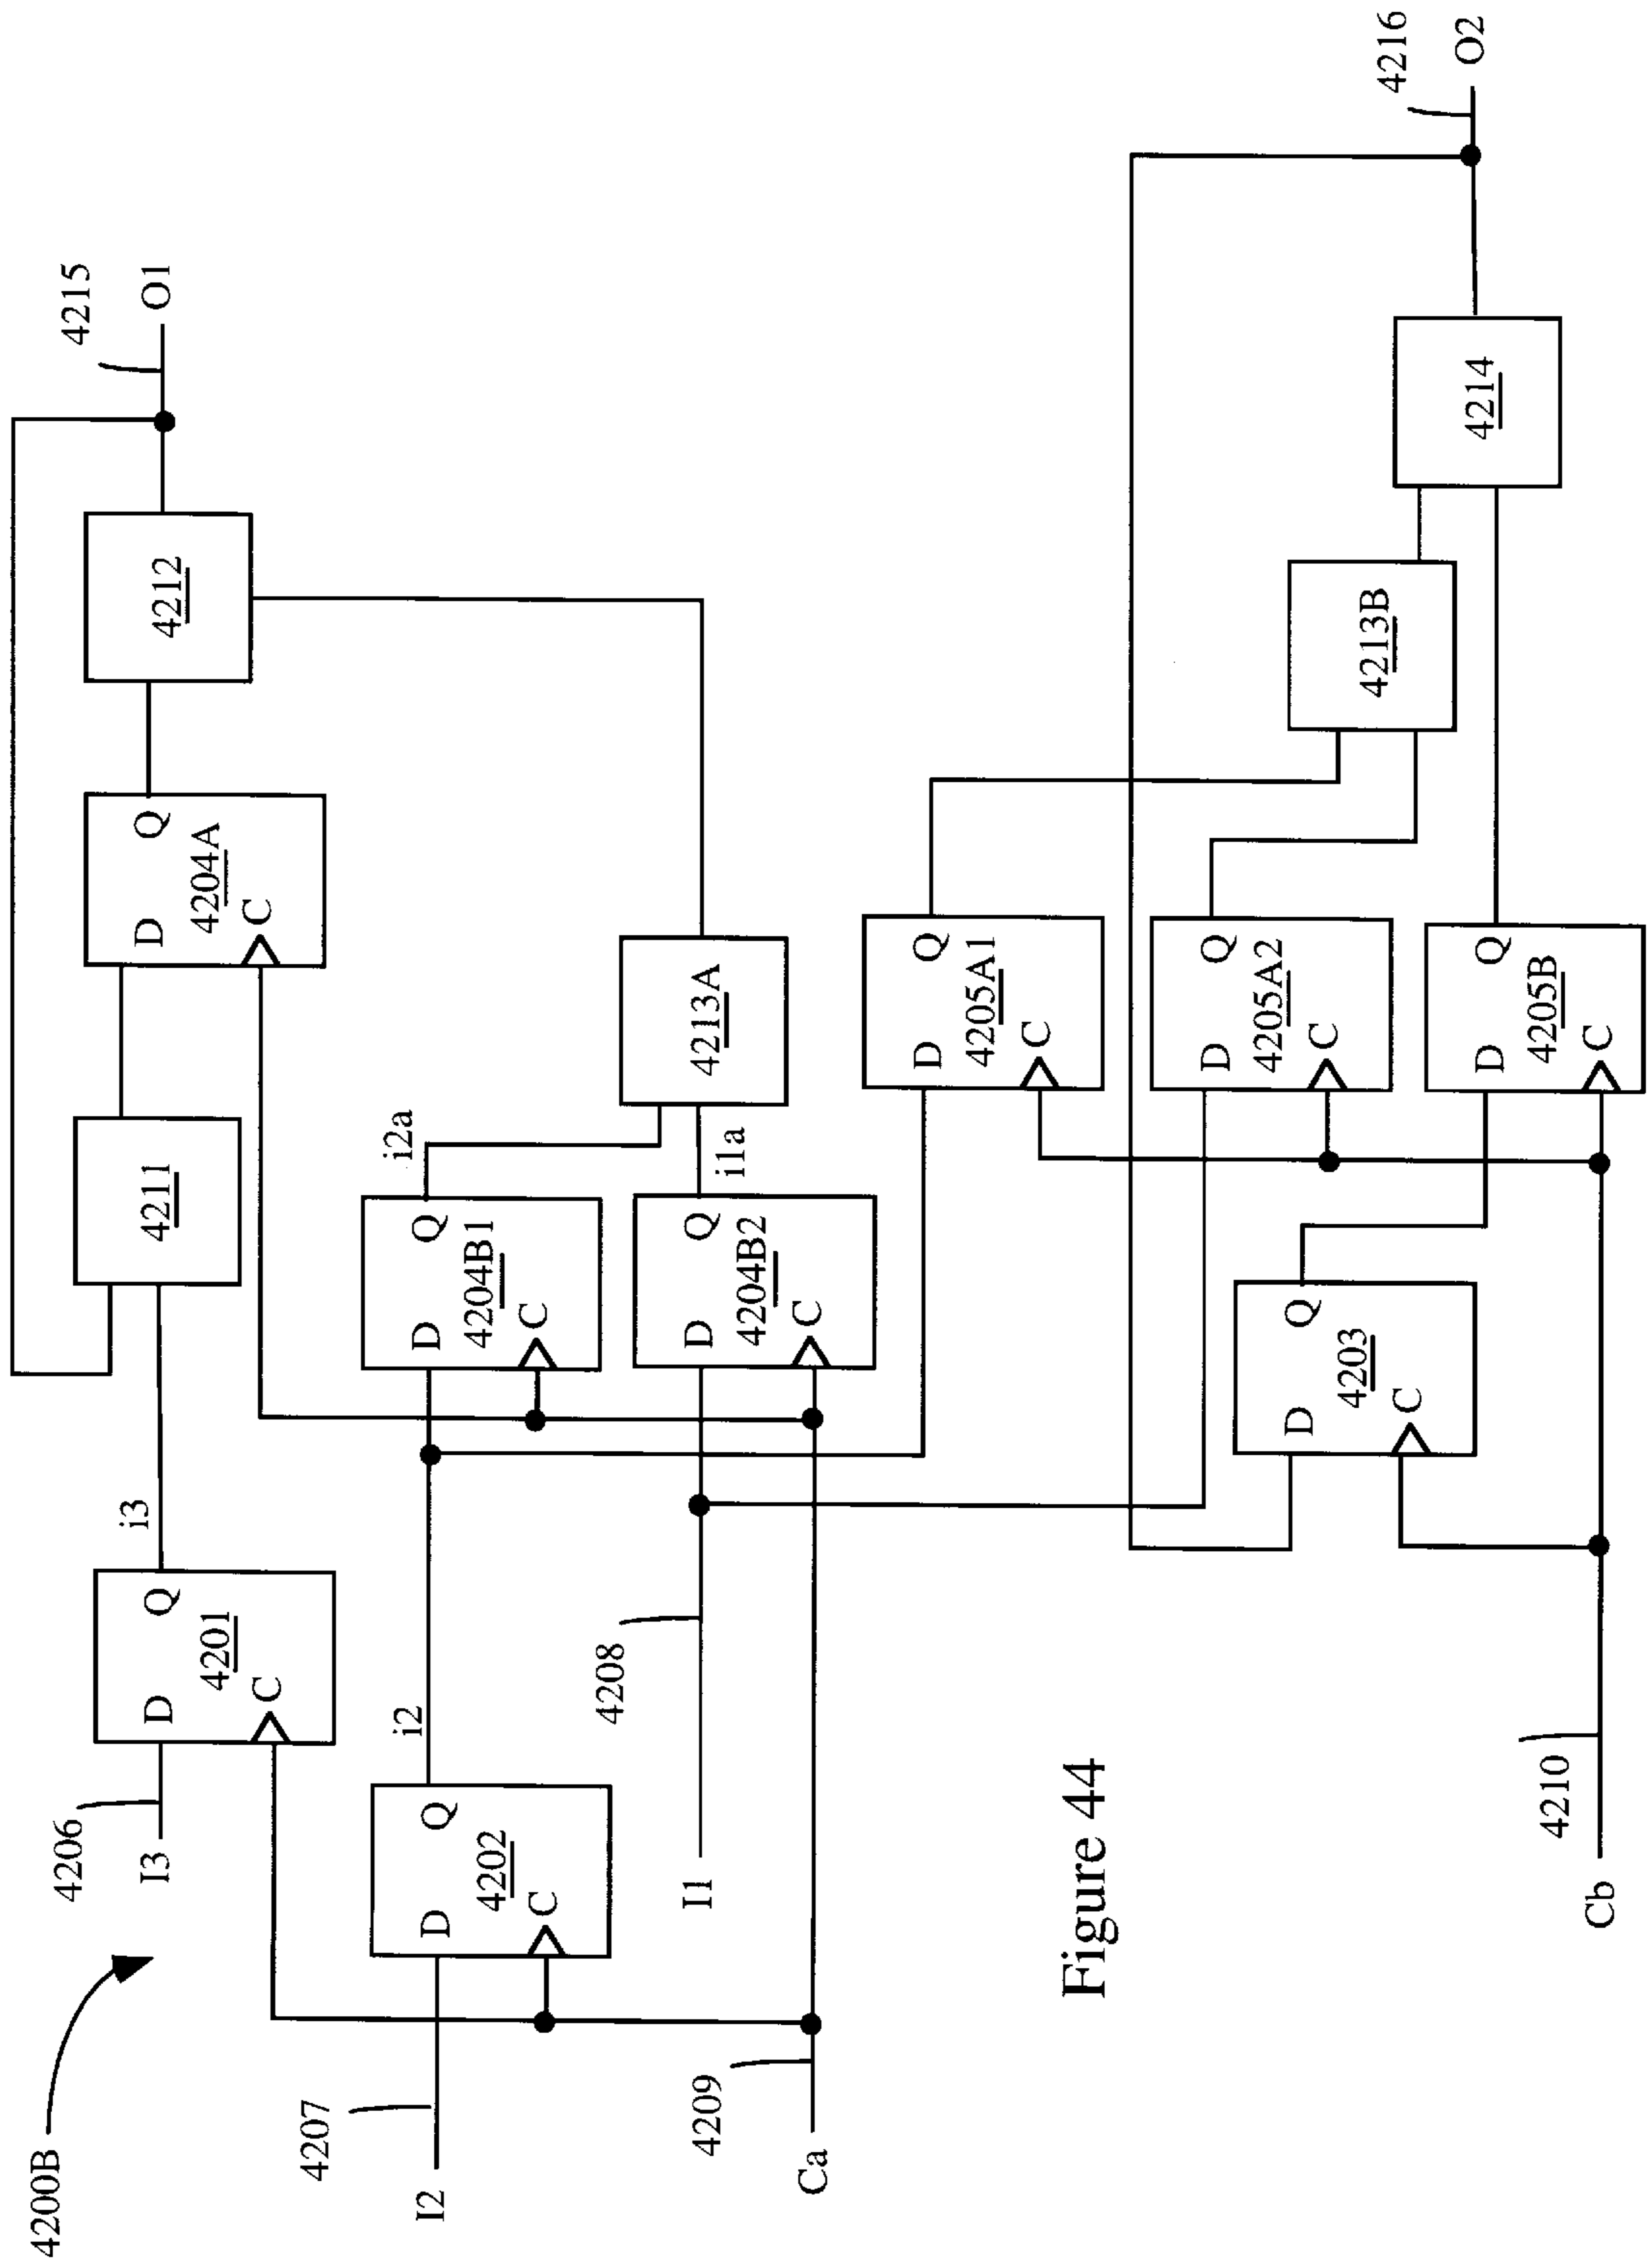 4200B
4206
I3
D
Q
4201
C
i3
4211
D
Q
4204A
C
4212
4215
O1
4207
I2
D
Q
4202
C
i2
D
Q
4204B1
C
i2a
4208
I1
D
Q
4204B2
C
i1a
4213A
4209
Ca
D
Q
4205A1
C
D
Q
4205A2
C
4213B
4216
O2
D
Q
4203
C
D
Q
4205B
C
4214
4210
Cb
Figure 44